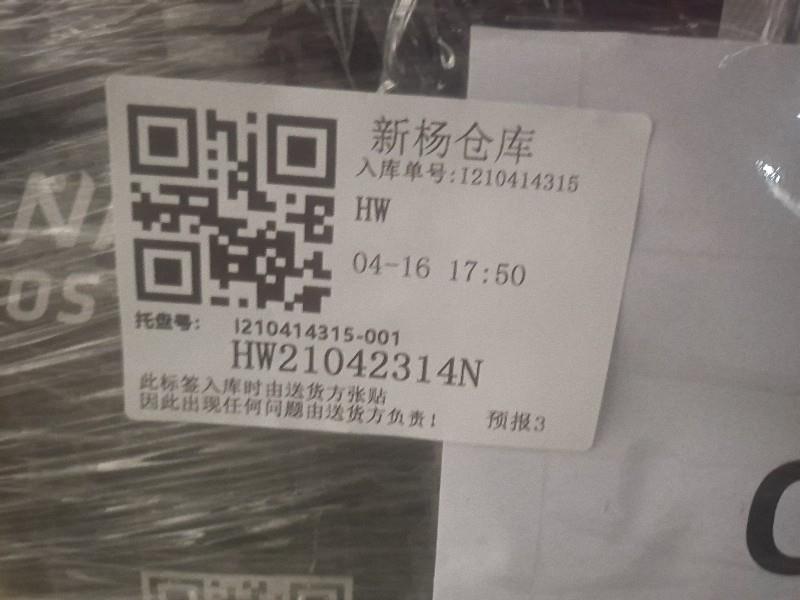 新杨仓库
入库单号:I210414315
HW
04-16 17:50
托盘号: I210414315-001
HW21042314N
此标签入库时由送货方张贴
因此出现任何问题由送货方负责! 预报3
OS